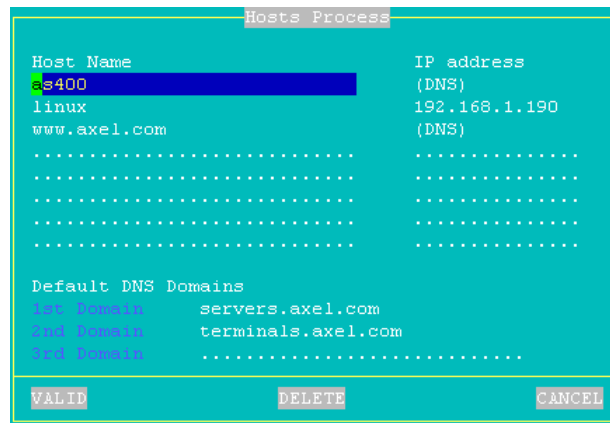 Hosts Process
Host Name IP address
as400 (DNS)
linux 192.168.1.190
www.axel.com (DNS)
............................. ...............
............................. ...............
............................. ...............
............................. ...............
............................. ...............
Default DNS Domains
1st Domain servers.axel.com
2nd Domain terminals.axel.com
3rd Domain .............................
VALID DELETE CANCEL